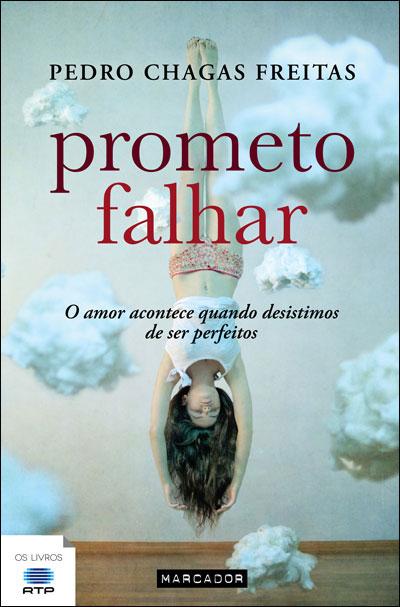 PEDRO CHAGAS FREITAS
prometo
falhar
O amor acontece quando desistimos
de ser perfeitos
OS LIVROS
RTP
MARCADOR